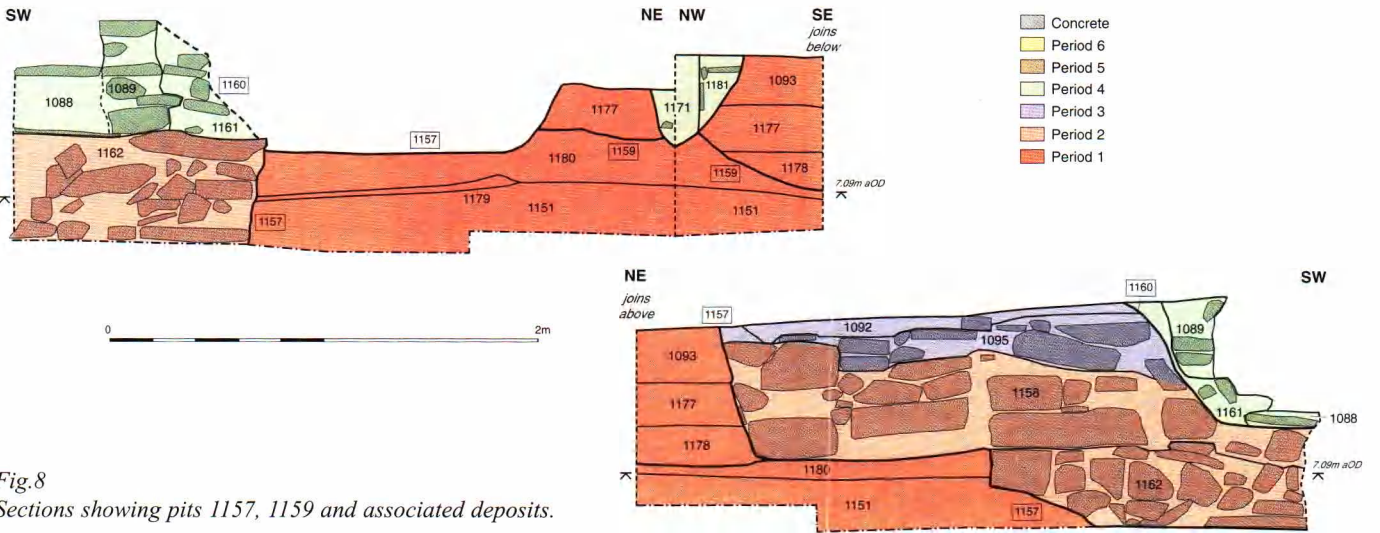 SW
NE NW
SE
joins
below
Concrete
Period 6
Period 5
Period 4
Period 3
Period 2
Period 1
1160
1088
1089
1161
1162
1157
1157
1177
1171
1181
1093
1177
1180
1159
1159
1178
1179
1151
1151
7.09m aOD
0
2m
NE
joins
above
SW
1157
1160
1092
1095
1089
1093
1177
1178
1158
1161
1088
1180
1151
1157
1162
7.09m aOD
Fig.8
Sections showing pits 1157, 1159 and associated deposits.